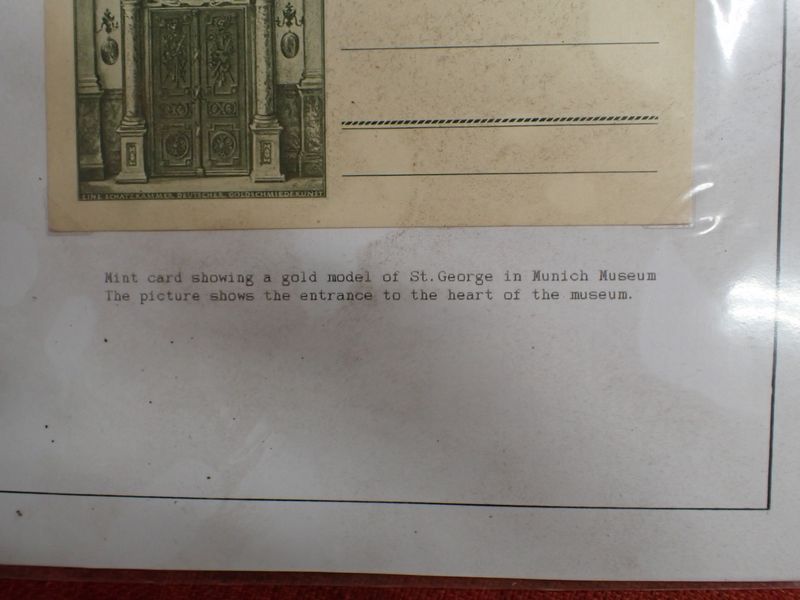 EINE SCHATZKAMMER DEUTSCHER GOLDSCHMIEDEKUNST
Mint card showing a gold model of St.George in Munich Museum
The picture shows the entrance to the heart of the museum.